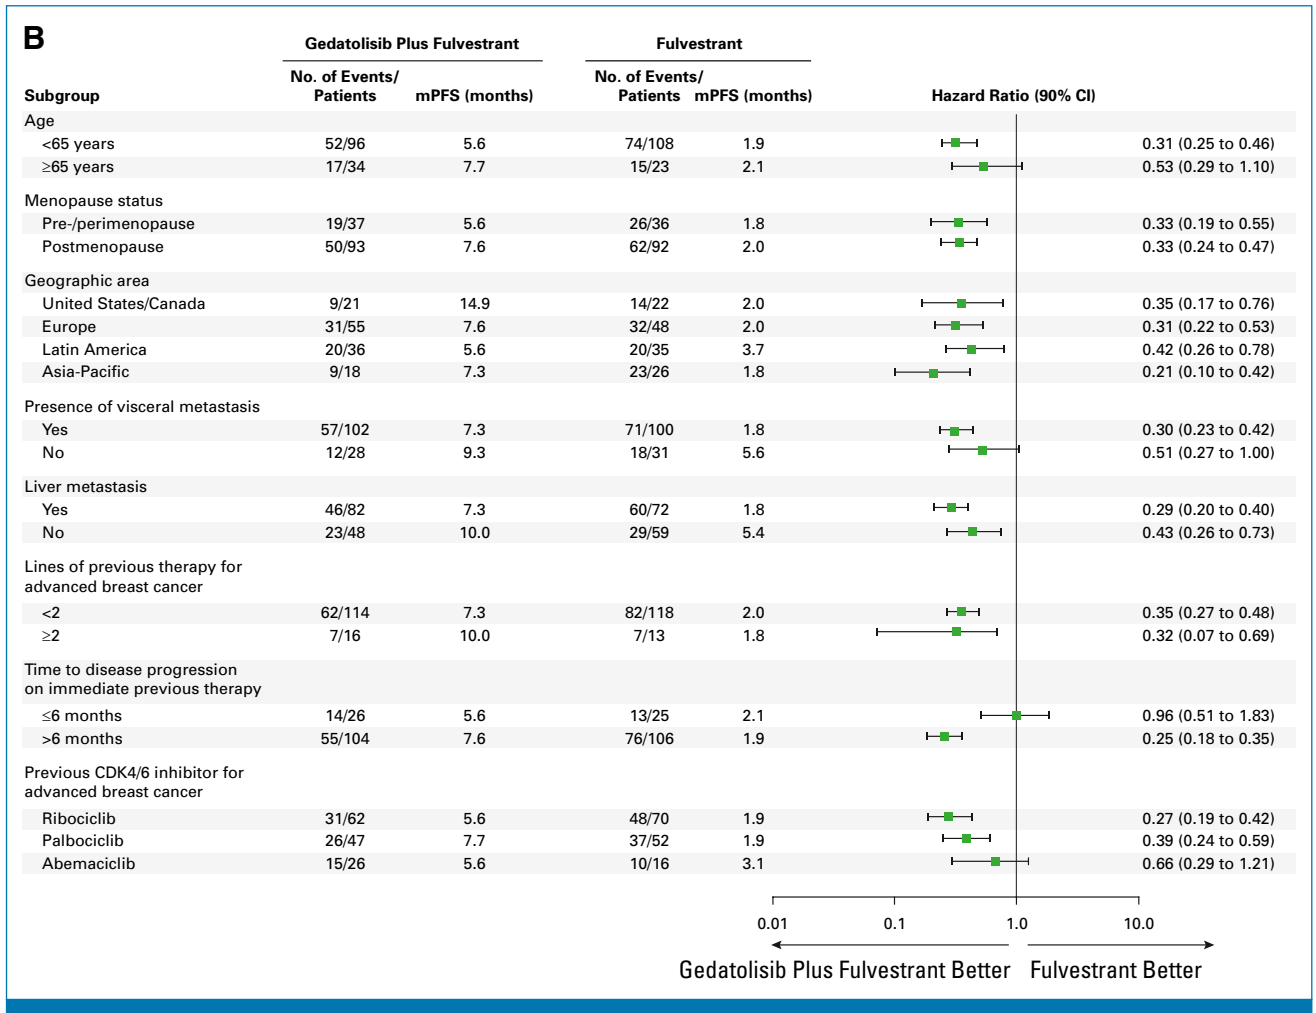 B
Gedatolisib Plus Fulvestrant Fulvestrant
No. of Events/ No. of Events/
Subgroup Patients mPFS (months) Patients mPFS (months) Hazard Ratio (90% CI)
Age
<65 years 52/96 5.6 74/108 1.9 0.31 (0.25 to 0.46)
≥65 years 17/34 7.7 15/23 2.1 0.53 (0.29 to 1.10)
Menopause status
Pre-/perimenopause 19/37 5.6 26/36 1.8 0.33 (0.19 to 0.55)
Postmenopause 50/93 7.6 62/92 2.0 0.33 (0.24 to 0.47)
Geographic area
United States/Canada 9/21 14.9 14/22 2.0 0.35 (0.17 to 0.76)
Europe 31/55 7.6 32/48 2.0 0.31 (0.22 to 0.53)
Latin America 20/36 5.6 20/35 3.7 0.42 (0.26 to 0.78)
Asia-Pacific 9/18 7.3 23/26 1.8 0.21 (0.10 to 0.42)
Presence of visceral metastasis
Yes 57/102 7.3 71/100 1.8 0.30 (0.23 to 0.42)
No 12/28 9.3 18/31 5.6 0.51 (0.27 to 1.00)
Liver metastasis
Yes 46/82 7.3 60/72 1.8 0.29 (0.20 to 0.40)
No 23/48 10.0 29/59 5.4 0.43 (0.26 to 0.73)
Lines of previous therapy for
advanced breast cancer
<2 62/114 7.3 82/118 2.0 0.35 (0.27 to 0.48)
≥2 7/16 10.0 7/13 1.8 0.32 (0.07 to 0.69)
Time to disease progression
on immediate previous therapy
≤6 months 14/26 5.6 13/25 2.1 0.96 (0.51 to 1.83)
>6 months 55/104 7.6 76/106 1.9 0.25 (0.18 to 0.35)
Previous CDK4/6 inhibitor for
advanced breast cancer
Ribociclib 31/62 5.6 48/70 1.9 0.27 (0.19 to 0.42)
Palbociclib 26/47 7.7 37/52 1.9 0.39 (0.24 to 0.59)
Abemaciclib 15/26 5.6 10/16 3.1 0.66 (0.29 to 1.21)
0.01 0.1 1.0 10.0
Gedatolisib Plus Fulvestrant Better Fulvestrant Better